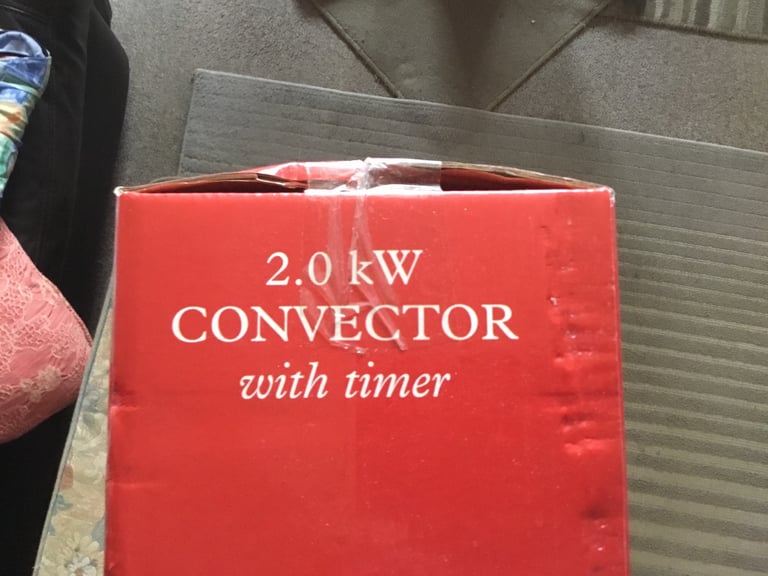 2.0 kW
CONVECTOR
with timer